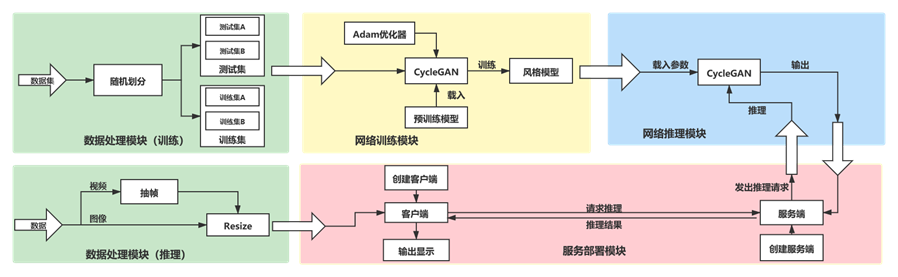 数据集
随机划分
测试集A
测试集B
测试集
训练集A
训练集B
训练集
数据处理模块（训练）
Adam优化器
CycleGAN
训练
风格模型
载入
预训练模型
网络训练模块
载入参数
CycleGAN
输出
推理
网络推理模块
数据
视频
抽帧
图像
Resize
数据处理模块（推理）
创建客户端
客户端
输出显示
请求推理
推理结果
发出推理请求
服务端
创建服务端
服务部署模块